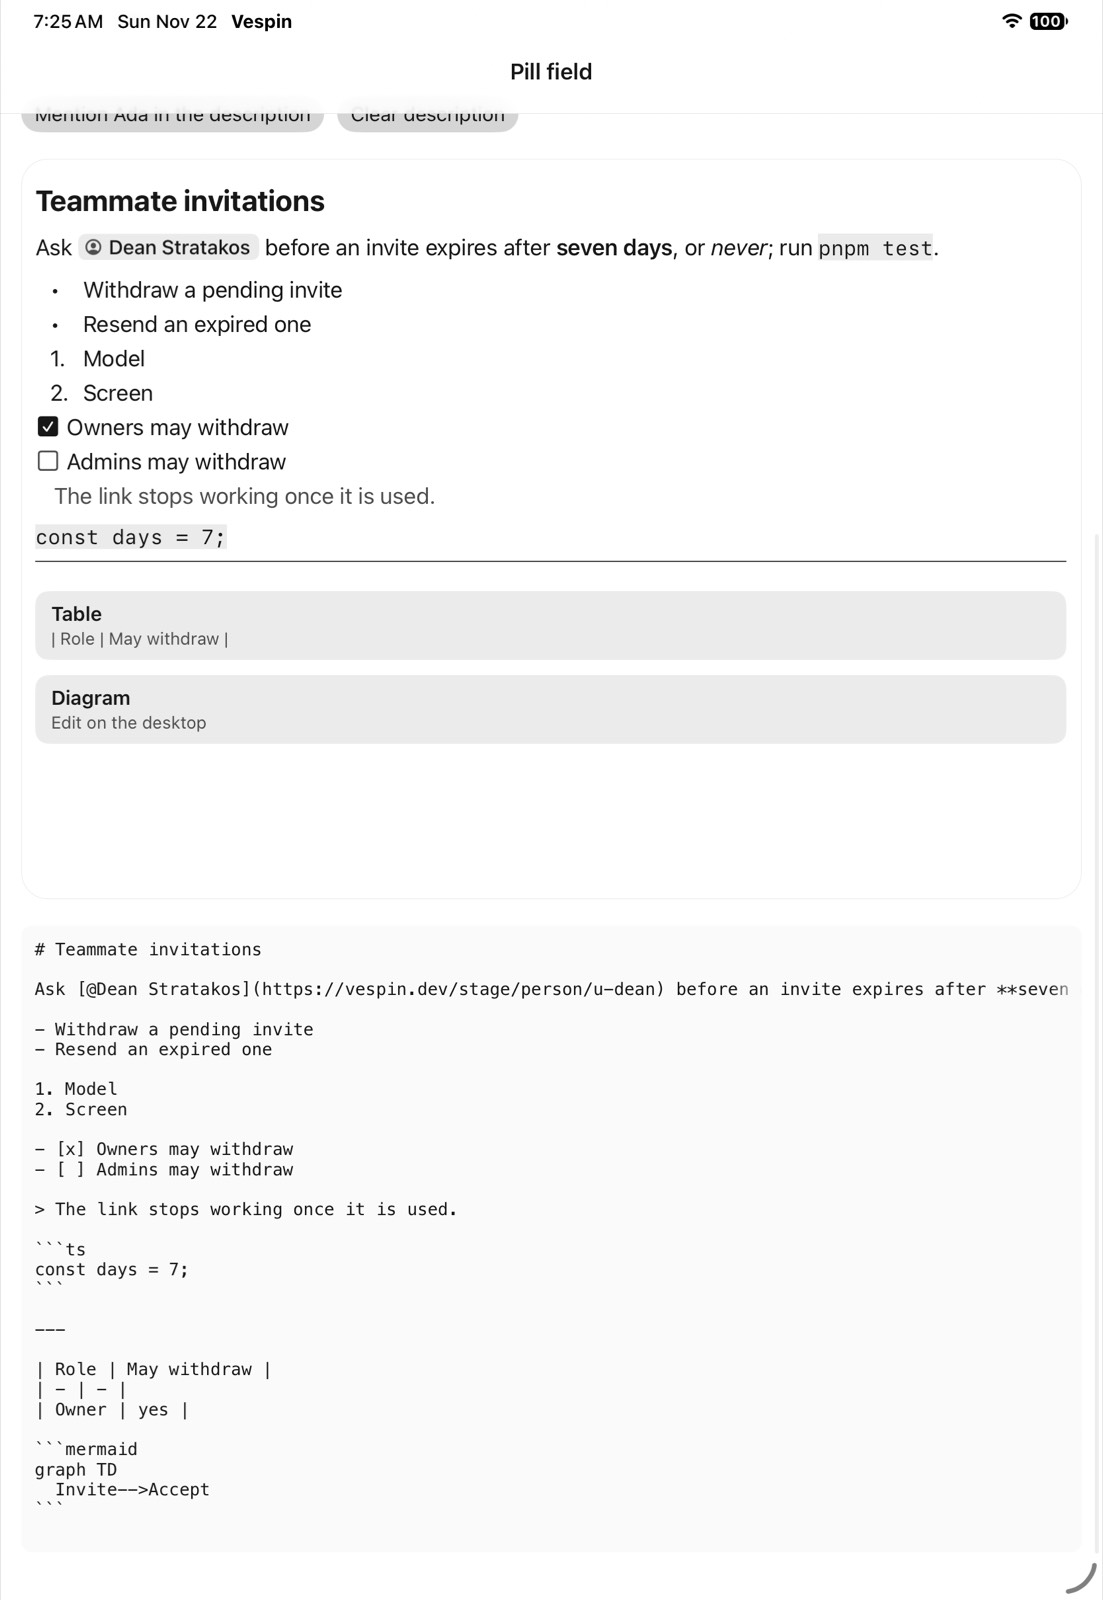 7:25 AM Sun Nov 22 Vespin
100
Pill field
Mention Ada in the description Clear description
Teammate invitations
Ask Dean Stratakos before an invite expires after seven days, or never; run pnpm test.
• Withdraw a pending invite
• Resend an expired one
1. Model
2. Screen
Owners may withdraw
Admins may withdraw
The link stops working once it is used.
const days = 7;
Table
| Role | May withdraw |
Diagram
Edit on the desktop
# Teammate invitations
Ask [@Dean Stratakos](https://vespin.dev/stage/person/u-dean) before an invite expires after **seven
- Withdraw a pending invite
- Resend an expired one
1. Model
2. Screen
- [x] Owners may withdraw
- [ ] Admins may withdraw
> The link stops working once it is used.
```ts
const days = 7;
```
---
| Role | May withdraw |
| - | - |
| Owner | yes |
```mermaid
graph TD
  Invite-->Accept
```